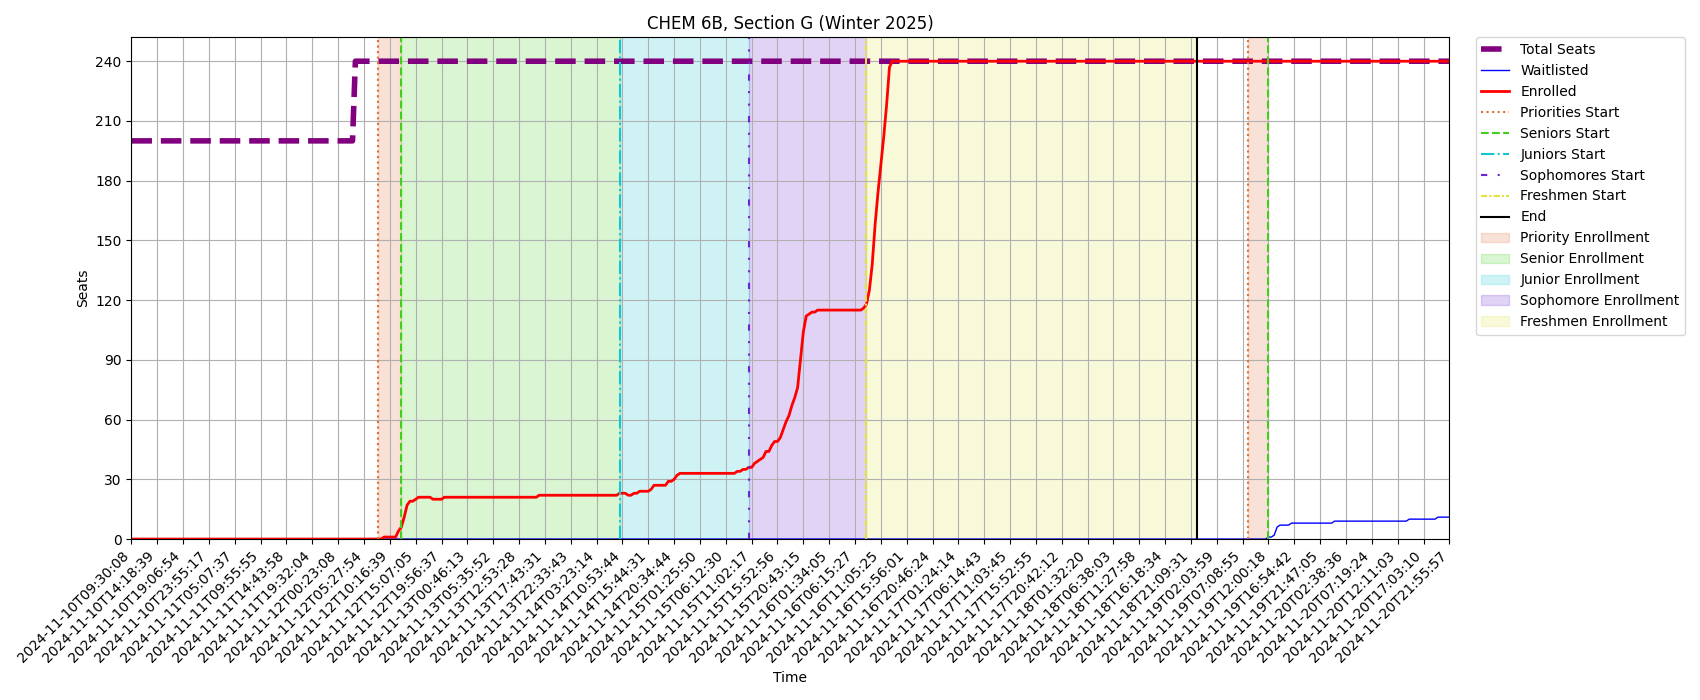 CHEM 6B, Section G (Winter 2025)
Seats
240
210
180
150
120
90
60
30
0
2024-11-10T09:30:08
2024-11-10T14:18:39
2024-11-10T19:06:54
2024-11-10T23:55:17
2024-11-11T05:07:37
2024-11-11T09:55:55
2024-11-11T14:43:58
2024-11-11T19:32:04
2024-11-12T00:23:08
2024-11-12T05:27:54
2024-11-12T10:16:39
2024-11-12T15:07:05
2024-11-12T19:56:37
2024-11-13T00:46:13
2024-11-13T05:35:52
2024-11-13T12:53:28
2024-11-13T17:43:31
2024-11-13T22:33:43
2024-11-14T03:23:14
2024-11-14T10:53:44
2024-11-14T15:44:31
2024-11-14T20:34:44
2024-11-15T01:25:50
2024-11-15T06:12:30
2024-11-15T11:02:17
2024-11-15T15:52:56
2024-11-15T20:43:15
2024-11-16T01:34:05
2024-11-16T06:15:27
2024-11-16T11:05:25
2024-11-16T15:56:01
2024-11-16T20:46:24
2024-11-17T01:24:14
2024-11-17T06:14:43
2024-11-17T11:03:45
2024-11-17T15:52:55
2024-11-17T20:42:12
2024-11-18T01:32:20
2024-11-18T06:38:03
2024-11-18T11:27:58
2024-11-18T16:18:34
2024-11-18T21:09:31
2024-11-19T02:03:59
2024-11-19T07:08:55
2024-11-19T12:00:18
2024-11-19T16:54:42
2024-11-19T21:47:05
2024-11-20T02:38:36
2024-11-20T07:19:24
2024-11-20T12:11:03
2024-11-20T17:03:10
2024-11-20T21:55:57
Time
Total Seats
Waitlisted
Enrolled
Priorities Start
Seniors Start
Juniors Start
Sophomores Start
Freshmen Start
End
Priority Enrollment
Senior Enrollment
Junior Enrollment
Sophomore Enrollment
Freshmen Enrollment